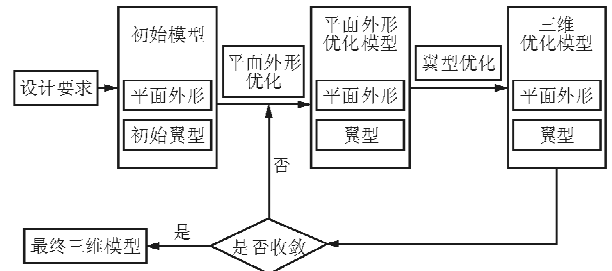 设计要求
初始模型
平面外形
初始翼型
平面外形
优化
平面外形
优化模型
平面外形
翼型
翼型优化
三维
优化模型
平面外形
翼型
否
是否收敛
是
最终三维模型